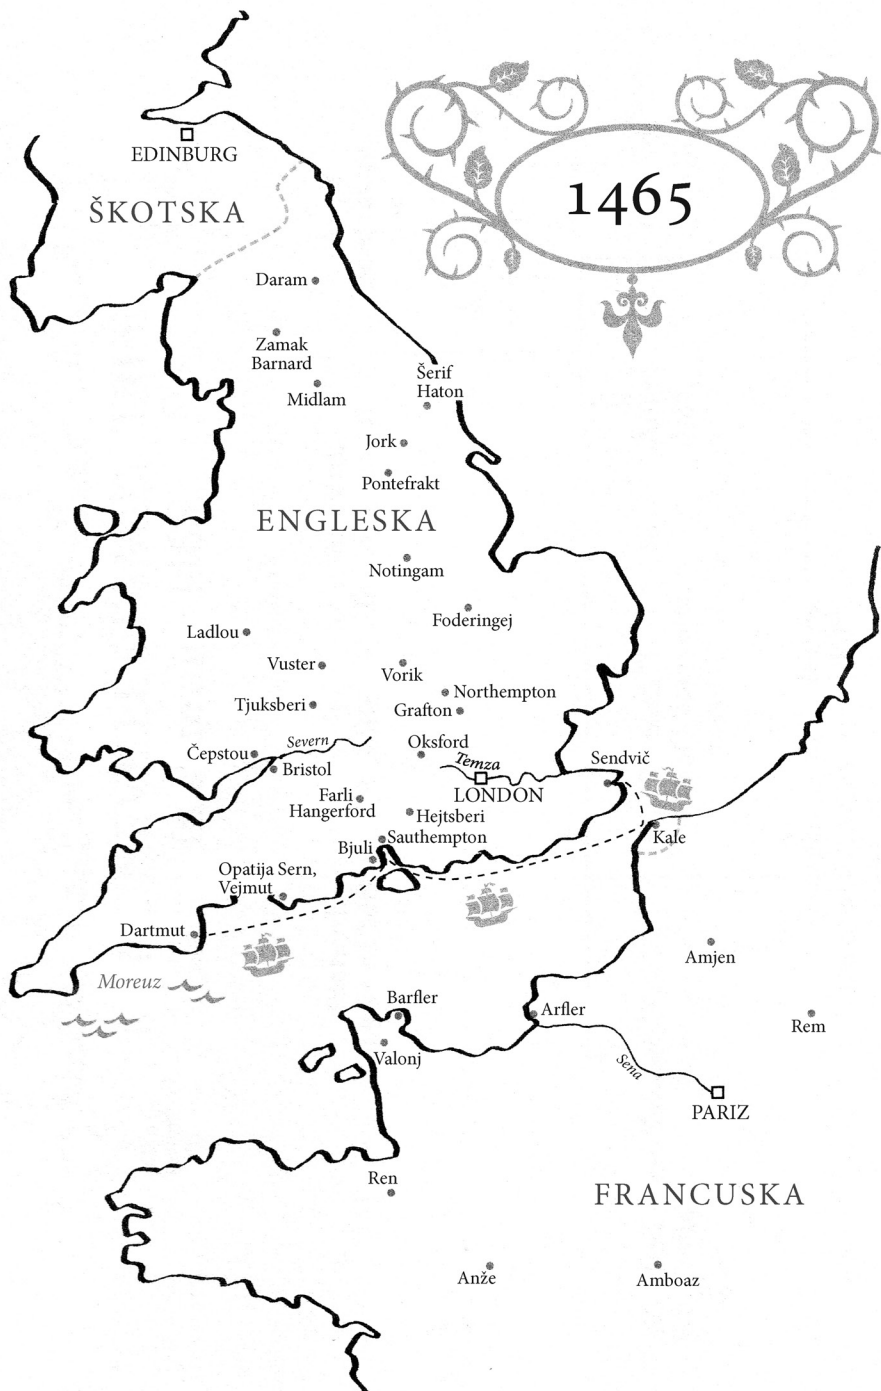 1465
EDINBURG
ŠKOTSKA
Daram
Zamak
Barnard
Midlam
Šerif
Haton
Jork
Pontefrakt
ENGLESKA
Notingam
Foderingej
Ladlou
Vuster
Vorik
Northempton
Tjuksberi
Grafton
Severn
Oksford
Čepstou
Temza
Sendvič
Bristol
LONDON
Farli
Hangerford
Hejtsberi
Sauthempton
Kale
Bjuli
Opatija Sern,
Vejmut
Dartmut
Amjen
Moreuz
Barfler
Arfler
Rem
Valonj
Sena
PARIZ
Ren
FRANCUSKA
Anže
Amboaz